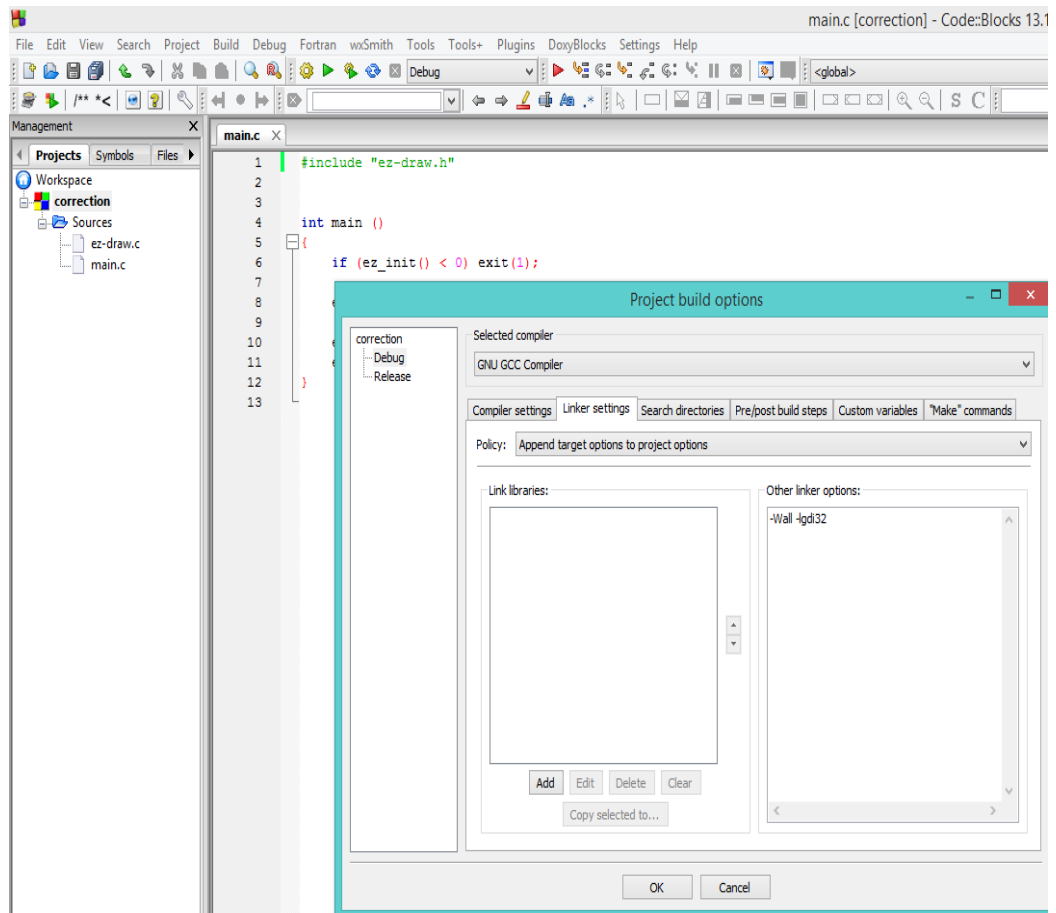 main.c [correction] - Code::Blocks 13.1
File Edit View Search Project Build Debug Fortran wxSmith Tools Tools+ Plugins DoxyBlocks Settings Help
Debug
<global>
/** *<
S C
Management X
Projects Symbols Files
main.c X
Workspace
correction
Sources
ez-draw.c
main.c
1 #include "ez-draw.h"
2
3
4 int main ()
5 {
6 if (ez_init() < 0) exit(1);
7
8
9
10
11
12 }
13
Project build options
correction
Debug
Release
Selected compiler
GNU GCC Compiler
Compiler settings Linker settings Search directories Pre/post build steps Custom variables "Make" commands
Policy: Append target options to project options
Link libraries:
Other linker options:
-Wall -lgdi32
Add Edit Delete Clear
Copy selected to...
OK Cancel